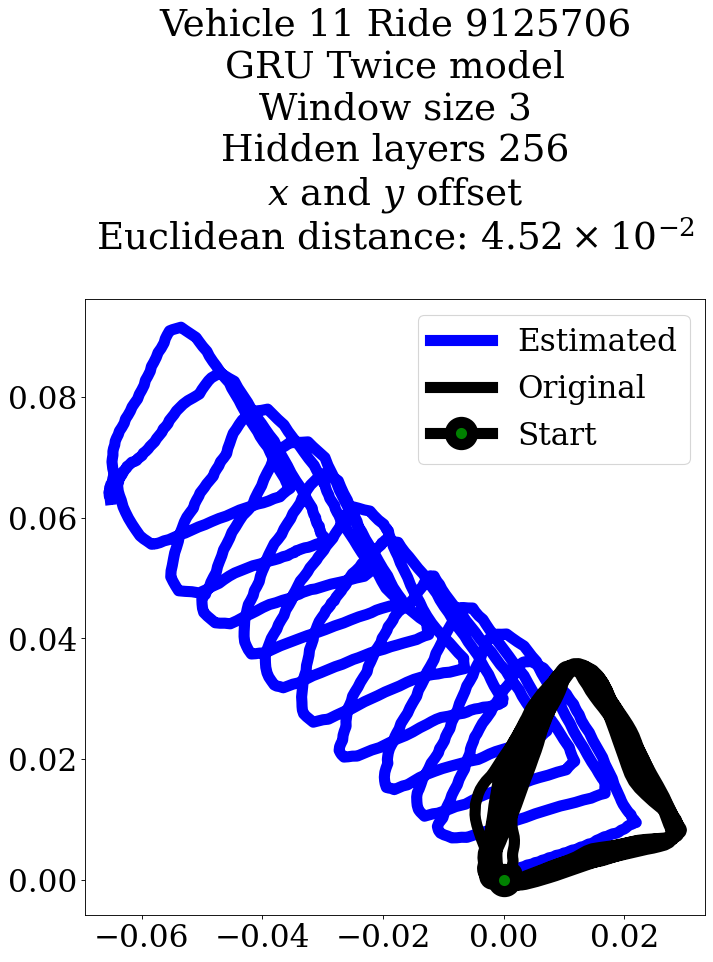 Vehicle 11 Ride 9125706
GRU Twice model
Window size 3
Hidden layers 256
x and y offset
Euclidean distance: 4.52 × 10⁻²
Estimated
Original
Start
0.08
0.06
0.04
0.02
0.00
−0.06 −0.04 −0.02 0.00 0.02